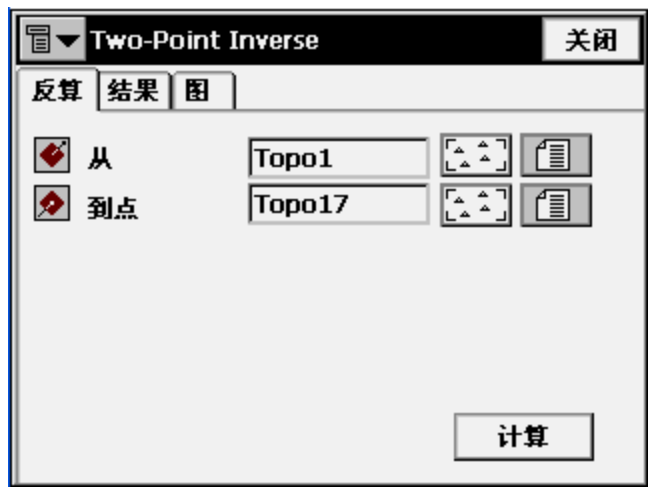 Two-Point Inverse 关闭
反算 结果 图
从 Topo1
到点 Topo17
计算